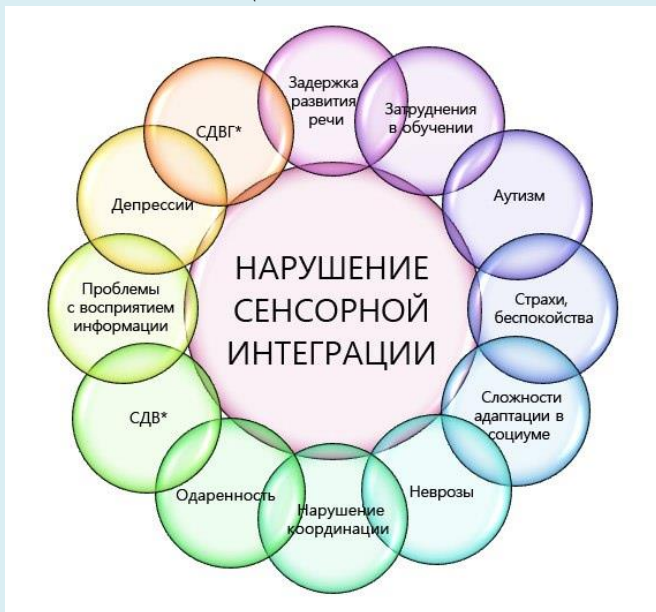 НАРУШЕНИЕ
СЕНСОРНОЙ
ИНТЕГРАЦИИ
Задержка
развития
речи
Затруднения
в обучении
Аутизм
Страхи,
беспокойства
Сложности
адаптации в
социуме
Неврозы
Нарушение
координации
Одаренность
СДВ*
Проблемы
с восприятием
информации
Депрессии
СДВГ*